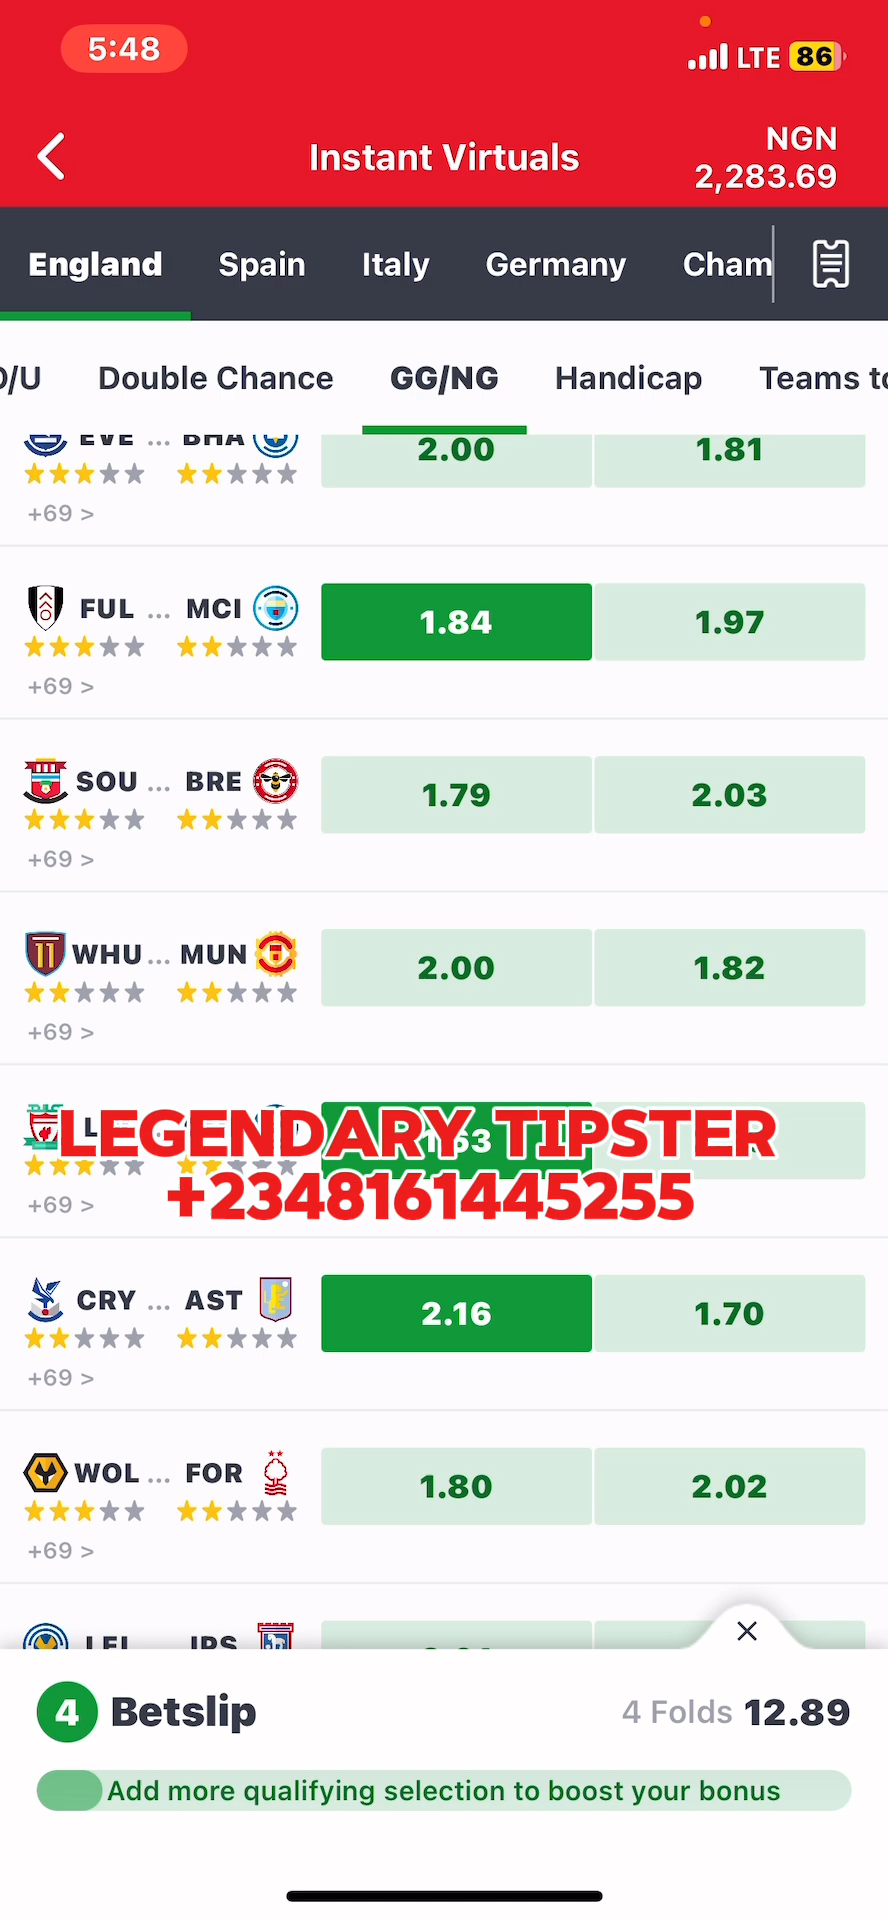 5:48
LTE 86
Instant Virtuals
NGN 2,283.69
England Spain Italy Germany Cham
O/U Double Chance GG/NG Handicap Teams to
EVE ... BHA 2.00 1.81
+69 >
FUL ... MCI 1.84 1.97
+69 >
SOU ... BRE 1.79 2.03
+69 >
WHU ... MUN 2.00 1.82
+69 >
LEGENDARY TIPSTER
+2348161445255
+69 >
CRY ... AST 2.16 1.70
+69 >
WOL ... FOR 1.80 2.02
+69 >
4 Betslip 4 Folds 12.89
Add more qualifying selection to boost your bonus